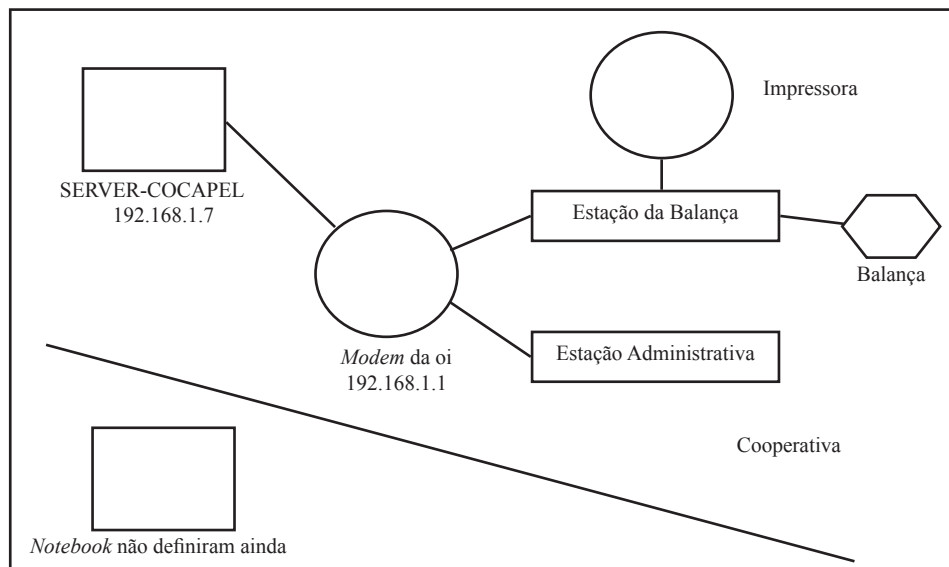 Impressora
SERVER-COCAPEL
192.168.1.7
Estação da Balança
Balança
Modem da oi
192.168.1.1
Estação Administrativa
Cooperativa
Notebook não definiram ainda